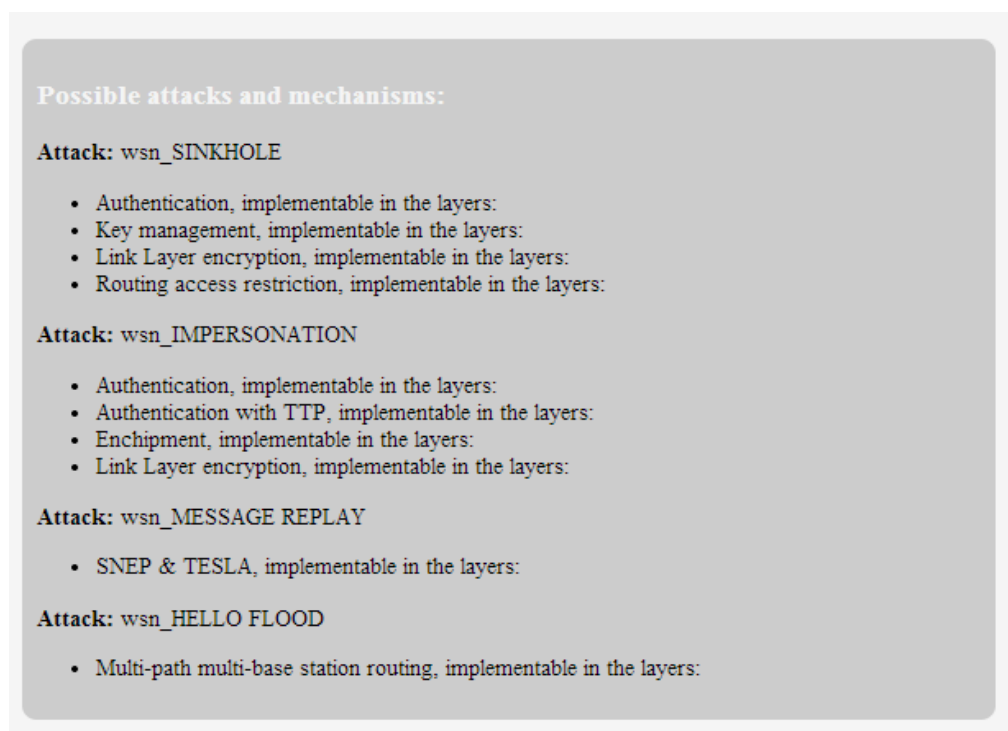 Possible attacks and mechanisms:
Attack: wsn_SINKHOLE
• Authentication, implementable in the layers:
• Key management, implementable in the layers:
• Link Layer encryption, implementable in the layers:
• Routing access restriction, implementable in the layers:
Attack: wsn_IMPERSONATION
• Authentication, implementable in the layers:
• Authentication with TTP, implementable in the layers:
• Enchipment, implementable in the layers:
• Link Layer encryption, implementable in the layers:
Attack: wsn_MESSAGE REPLAY
• SNEP & TESLA, implementable in the layers:
Attack: wsn_HELLO FLOOD
• Multi-path multi-base station routing, implementable in the layers: